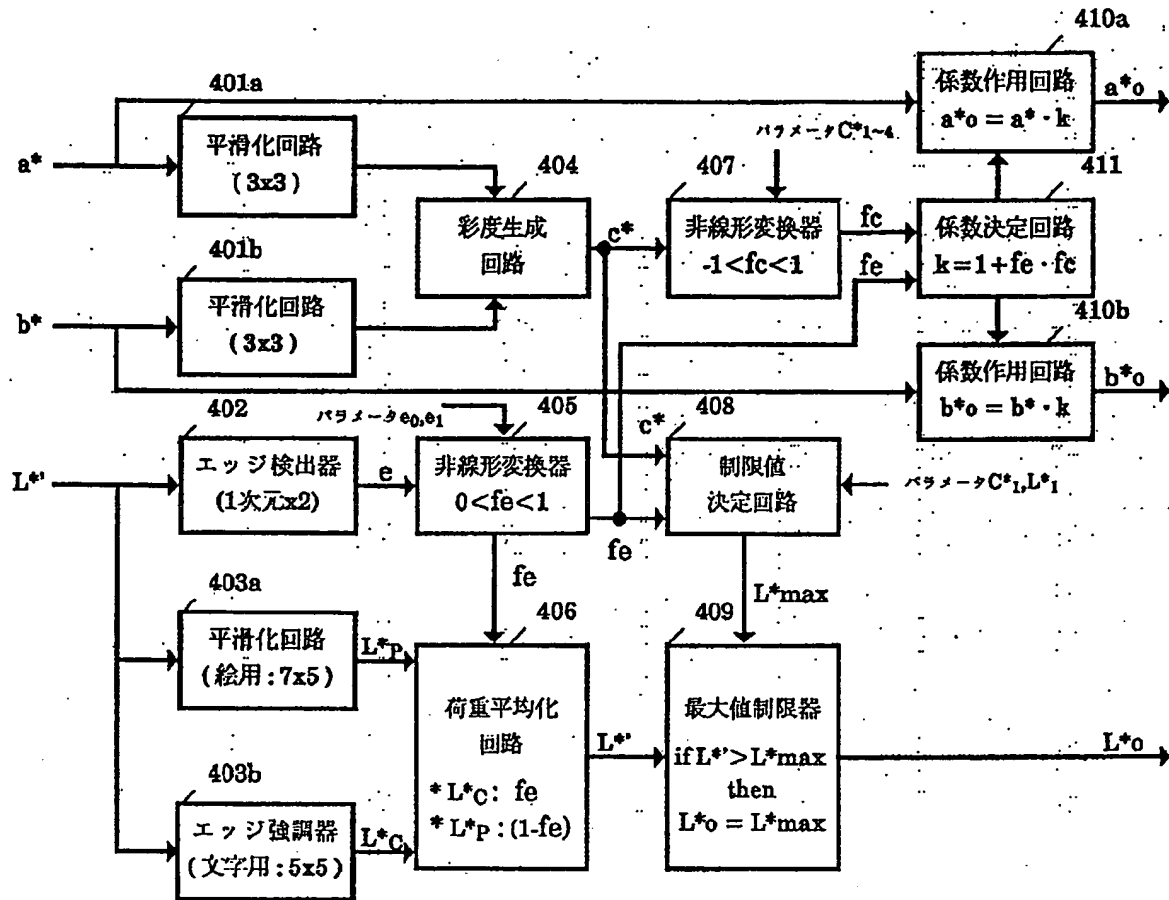 410a
係数作用回路
a*o = a* · k
a*o
401a
平滑化回路
(3x3)
a*
パラメータC*1~4
404
彩度生成
回路
c*
407
非線形変換器
-1<fc<1
fc
fe
411
係数決定回路
k=1+fe · fc
401b
平滑化回路
(3x3)
b*
410b
係数作用回路
b*o = b* · k
b*o
402
エッジ検出器
(1次元x2)
L*'
e
パラメータe0,e1
405
非線形変換器
0<fe<1
fe
fe
c*
408
制限値
決定回路
パラメータC*1,L*1
L*max
403a
平滑化回路
(絵用:7x5)
L*P
403b
エッジ強調器
(文字用:5x5)
L*C
406
荷重平均化
回路
*L*C: fe
*L*P:(1-fe)
L*'
409
最大値制限器
if L*'>L*max
then
L*o = L*max
L*o